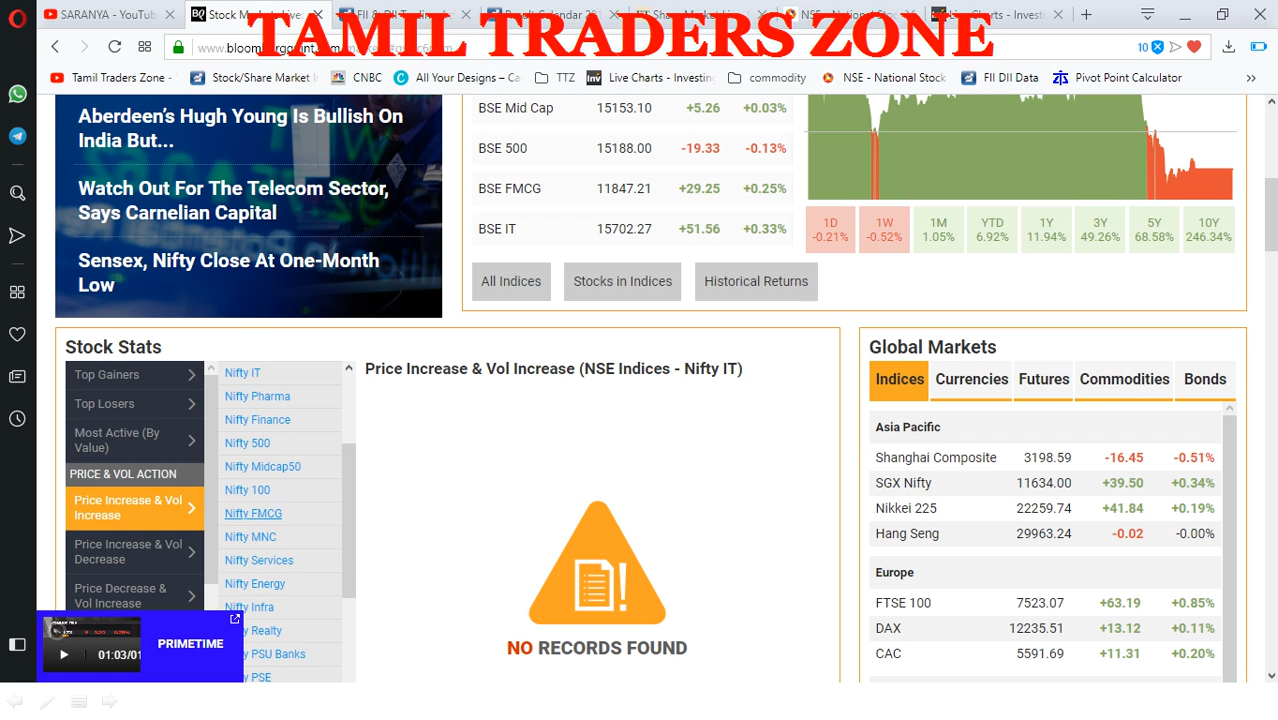 SARANYA - YouTub
Stock Markets Live
TAMIL TRADERS ZONE
10
Tamil Traders Zone -
Stock/Share Market
CNBC
All Your Designs – Ca
TTZ
Live Charts - Investing
commodity
NSE - National Stock
FII DII Data
Pivot Point Calculator
Aberdeen's Hugh Young Is Bullish On
India But...
Watch Out For The Telecom Sector,
Says Carnelian Capital
Sensex, Nifty Close At One-Month
Low
BSE Mid Cap 15153.10 +5.26 +0.03%
BSE 500 15188.00 -19.33 -0.13%
BSE FMCG 11847.21 +29.25 +0.25%
BSE IT 15702.27 +51.56 +0.33%
All Indices Stocks in Indices Historical Returns
1D 1W 1M YTD 1Y 3Y 5Y 10Y
-0.21% -0.52% 1.05% 6.92% 11.94% 49.26% 68.58% 246.34%
Stock Stats
Top Gainers
Top Losers
Most Active (By
Value)
PRICE & VOL ACTION
Price Increase & Vol
Increase
Price Increase & Vol
Decrease
Price Decrease &
Vol Increase
Nifty IT
Nifty Pharma
Nifty Finance
Nifty 500
Nifty Midcap50
Nifty 100
Nifty FMCG
Nifty MNC
Nifty Services
Nifty Energy
Nifty Infra
Realty
PSU Banks
PSE
Price Increase & Vol Increase (NSE Indices - Nifty IT)
NO RECORDS FOUND
01:03/01
PRIMETIME
Global Markets
Indices Currencies Futures Commodities Bonds
Asia Pacific
Shanghai Composite 3198.59 -16.45 -0.51%
SGX Nifty 11634.00 +39.50 +0.34%
Nikkei 225 22259.74 +41.84 +0.19%
Hang Seng 29963.24 -0.02 -0.00%
Europe
FTSE 100 7523.07 +63.19 +0.85%
DAX 12235.51 +13.12 +0.11%
CAC 5591.69 +11.31 +0.20%